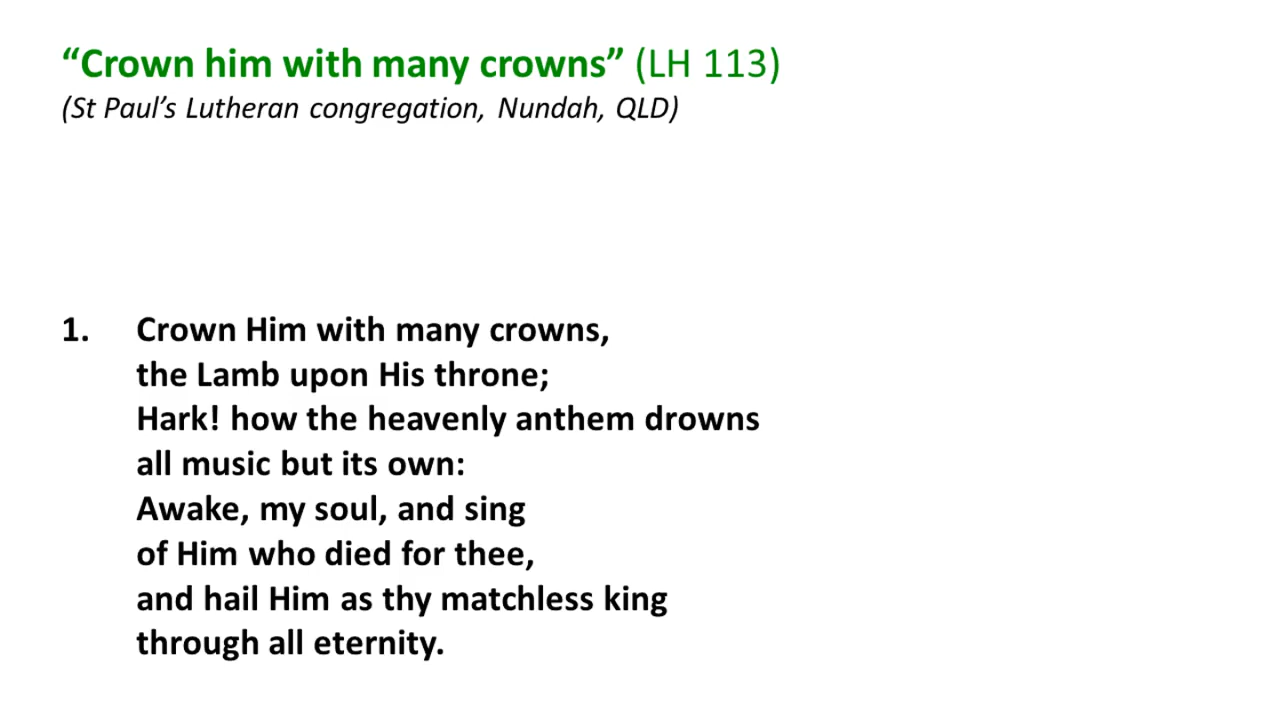 “Crown him with many crowns” (LH 113)
(St Paul’s Lutheran congregation, Nundah, QLD)
1. Crown Him with many crowns,
the Lamb upon His throne;
Hark! how the heavenly anthem drowns
all music but its own:
Awake, my soul, and sing
of Him who died for thee,
and hail Him as thy matchless king
through all eternity.